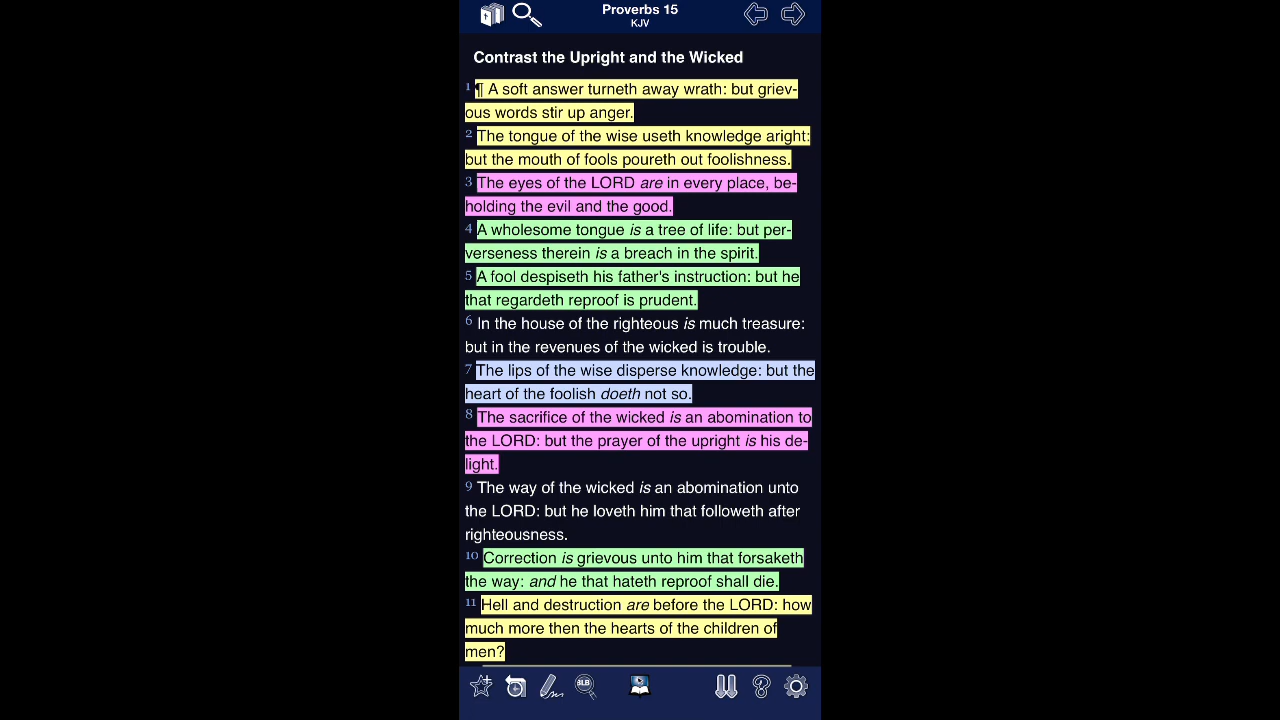 Proverbs 15
KJV
Contrast the Upright and the Wicked
1 ¶ A soft answer turneth away wrath: but griev-
ous words stir up anger.
2 The tongue of the wise useth knowledge aright:
but the mouth of fools poureth out foolishness.
3 The eyes of the LORD are in every place, be-
holding the evil and the good.
4 A wholesome tongue is a tree of life: but per-
verseness therein is a breach in the spirit.
5 A fool despiseth his father's instruction: but he
that regardeth reproof is prudent.
6 In the house of the righteous is much treasure:
but in the revenues of the wicked is trouble.
7 The lips of the wise disperse knowledge: but the
heart of the foolish doeth not so.
8 The sacrifice of the wicked is an abomination to
the LORD: but the prayer of the upright is his de-
light.
9 The way of the wicked is an abomination unto
the LORD: but he loveth him that followeth after
righteousness.
10 Correction is grievous unto him that forsaketh
the way: and he that hateth reproof shall die.
11 Hell and destruction are before the LORD: how
much more then the hearts of the children of
men?
BLB